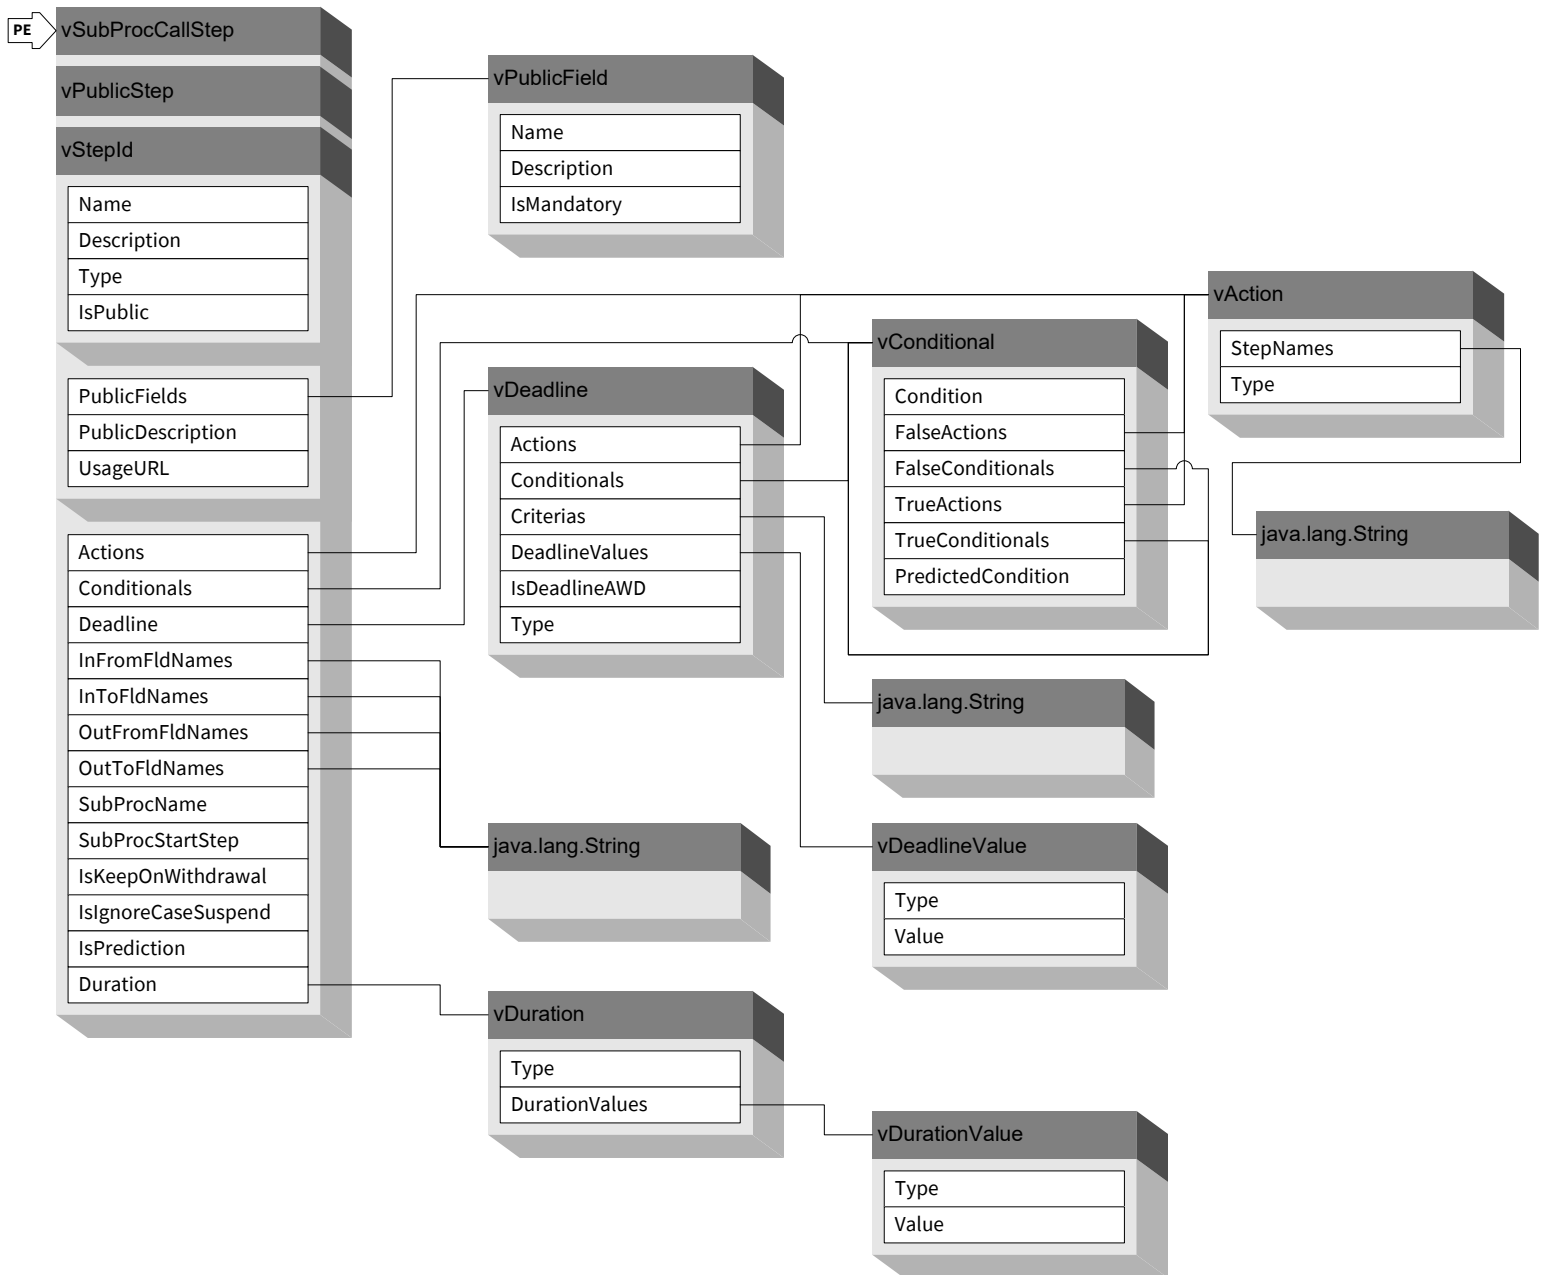 PE
vSubProcCallStep
vPublicStep
vStepId
Name
Description
Type
IsPublic
PublicFields
PublicDescription
UsageURL
Actions
Conditionals
Deadline
InFromFldNames
InToFldNames
OutFromFldNames
OutToFldNames
SubProcName
SubProcStartStep
IsKeepOnWithdrawal
IsIgnoreCaseSuspend
IsPrediction
Duration
vPublicField
Name
Description
IsMandatory
vDeadline
Actions
Conditionals
Criterias
DeadlineValues
IsDeadlineAWD
Type
java.lang.String
vDuration
Type
DurationValues
vConditional
Condition
FalseActions
FalseConditionals
TrueActions
TrueConditionals
PredictedCondition
java.lang.String
vDeadlineValue
Type
Value
vDurationValue
Type
Value
vAction
StepNames
Type
java.lang.String